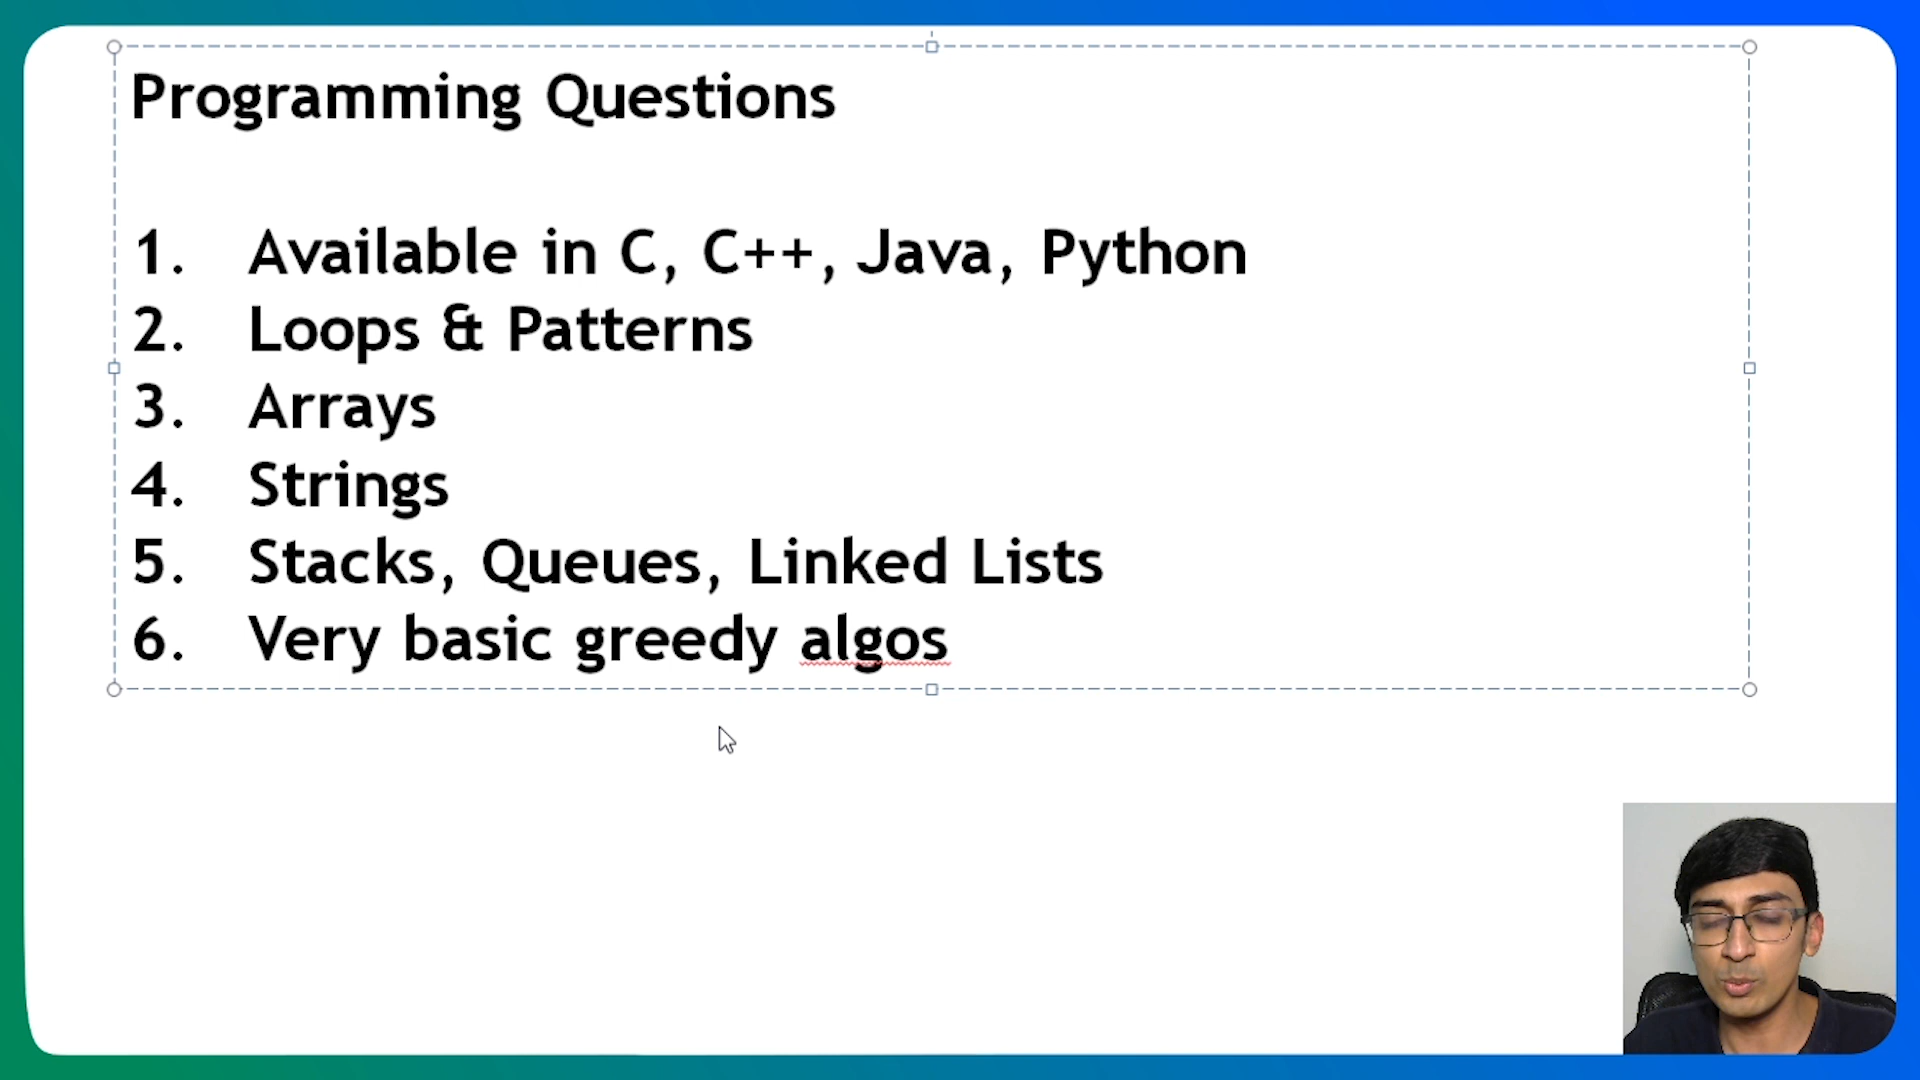 Programming Questions
1. Available in C, C++, Java, Python
2. Loops & Patterns
3. Arrays
4. Strings
5. Stacks, Queues, Linked Lists
6. Very basic greedy algos